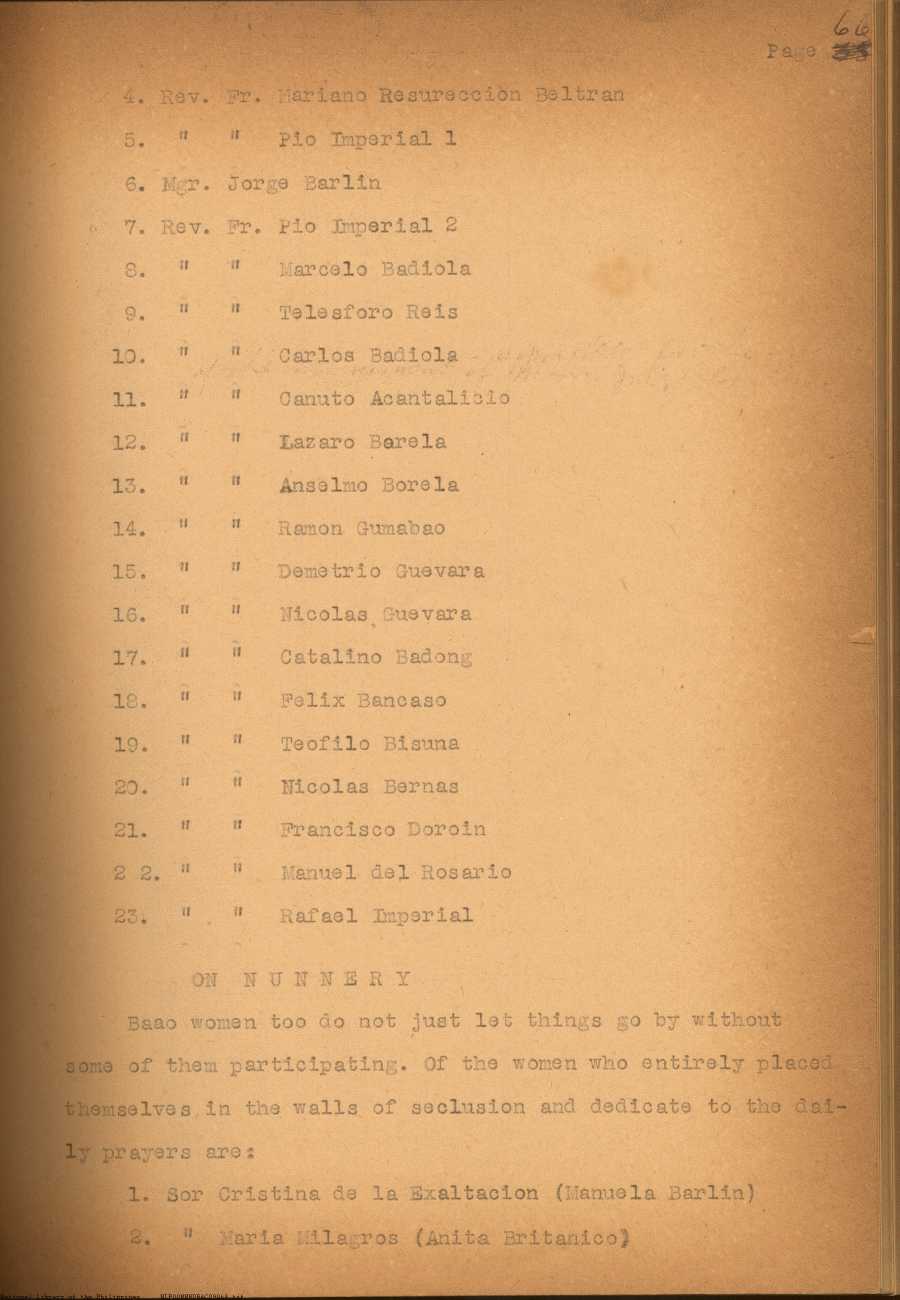 66
Page
4. Rev. Fr. Mariano Resurecciòn Beltran
5. " " Pio Imperial 1
6. Mgr. Jorge Barlin
7. Rev. Fr. Pio Imperial 2
8. " " Marcelo Badiola
9. " " Telesforo Reis
10. " " Carlos Badiola
11. " " Canuto Acantalicio
12. " " Lazaro Barela
13. " " Anselmo Borela
14. " " Ramon Gumabao
15. " " Demetrio Guevara
16. " " Nicolas Guevara
17. " " Catalino Badong
18. " " Felix Bancaso
19. " " Teofilo Bisuna
20. " " Nicolas Bernas
21. " " Francisco Doroin
2 2. " " Manuel del Rosario
23. " " Rafael Imperial
ON N U N N E R Y
Baao women too do not just let things go by without
some of them participating. Of the women who entirely placed
themselves in the walls of seclusion and dedicate to the dai-
ly prayers are:
1. Sor Cristina de la Exaltacion (Manuela Barlin)
2. " Maria Milagros (Anita Britanico)
National Library of the Philippines